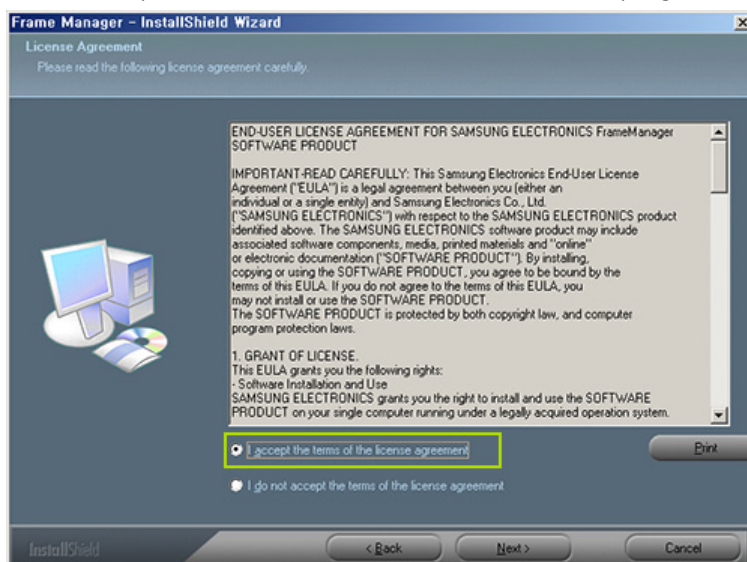 Frame Manager – InstallShield Wizard
License Agreement
Please read the following license agreement carefully.
END-USER LICENSE AGREEMENT FOR SAMSUNG ELECTRONICS FrameManager
SOFTWARE PRODUCT
IMPORTANT-READ CAREFULLY: This Samsung Electronics End-User License
Agreement ("EULA") is a legal agreement between you (either an
individual or a single entity) and Samsung Electronics Co., Ltd.
("SAMSUNG ELECTRONICS") with respect to the SAMSUNG ELECTRONICS product
identified above. The SAMSUNG ELECTRONICS software product may include
associated software components, media, printed materials and "online"
or electronic documentation ("SOFTWARE PRODUCT"). By installing,
copying or using the SOFTWARE PRODUCT, you agree to be bound by the
terms of this EULA. If you do not agree to the terms of this EULA, you
may not install or use the SOFTWARE PRODUCT.
The SOFTWARE PRODUCT is protected by both copyright law, and computer
program protection laws.
1. GRANT OF LICENSE.
This EULA grants you the following rights:
- Software Installation and Use
SAMSUNG ELECTRONICS grants you the right to install and use the SOFTWARE
PRODUCT on your single computer running under a legally acquired operation system.
I accept the terms of the license agreement
Print
I do not accept the terms of the license agreement
InstallShield
< Back
Next >
Cancel